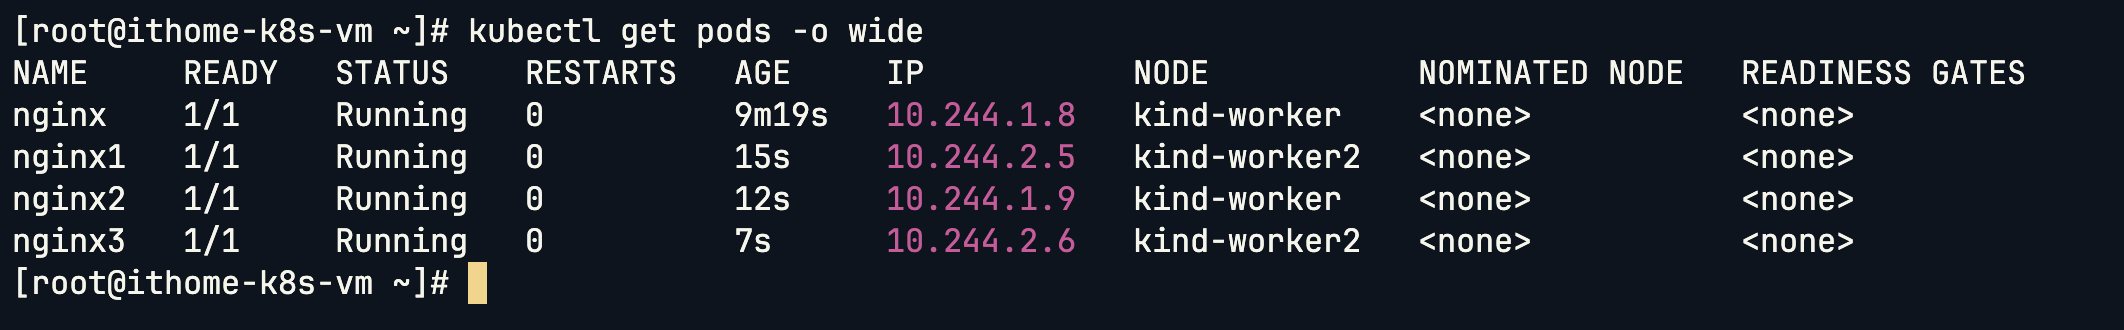 [root@ithome-k8s-vm ~]# kubectl get pods -o wide
NAME     READY   STATUS    RESTARTS   AGE     IP           NODE           NOMINATED NODE   READINESS GATES
nginx    1/1     Running   0          9m19s   10.244.1.8   kind-worker    <none>           <none>
nginx1   1/1     Running   0          15s     10.244.2.5   kind-worker2   <none>           <none>
nginx2   1/1     Running   0          12s     10.244.1.9   kind-worker    <none>           <none>
nginx3   1/1     Running   0          7s      10.244.2.6   kind-worker2   <none>           <none>
[root@ithome-k8s-vm ~]#